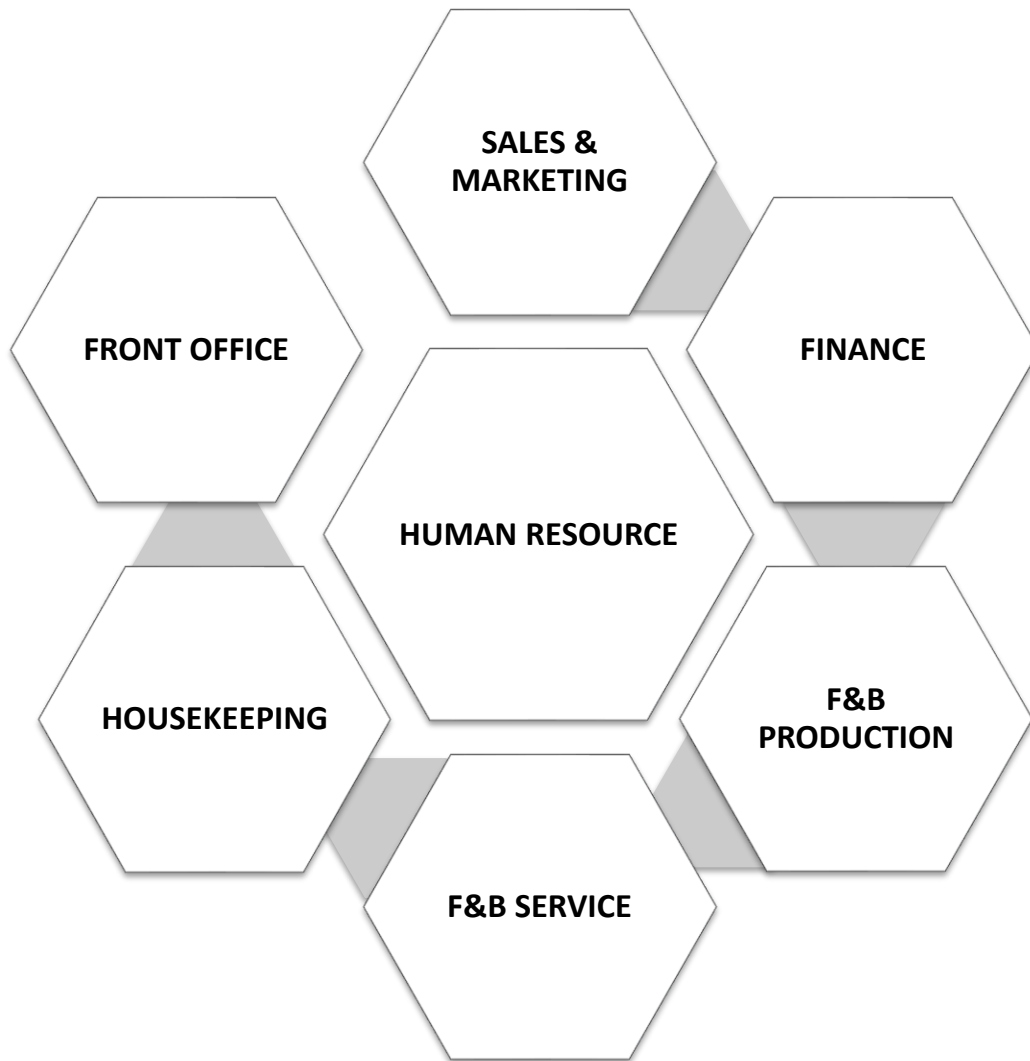 SALES &
MARKETING
FRONT OFFICE
FINANCE
HUMAN RESOURCE
HOUSEKEEPING
F&B
PRODUCTION
F&B SERVICE